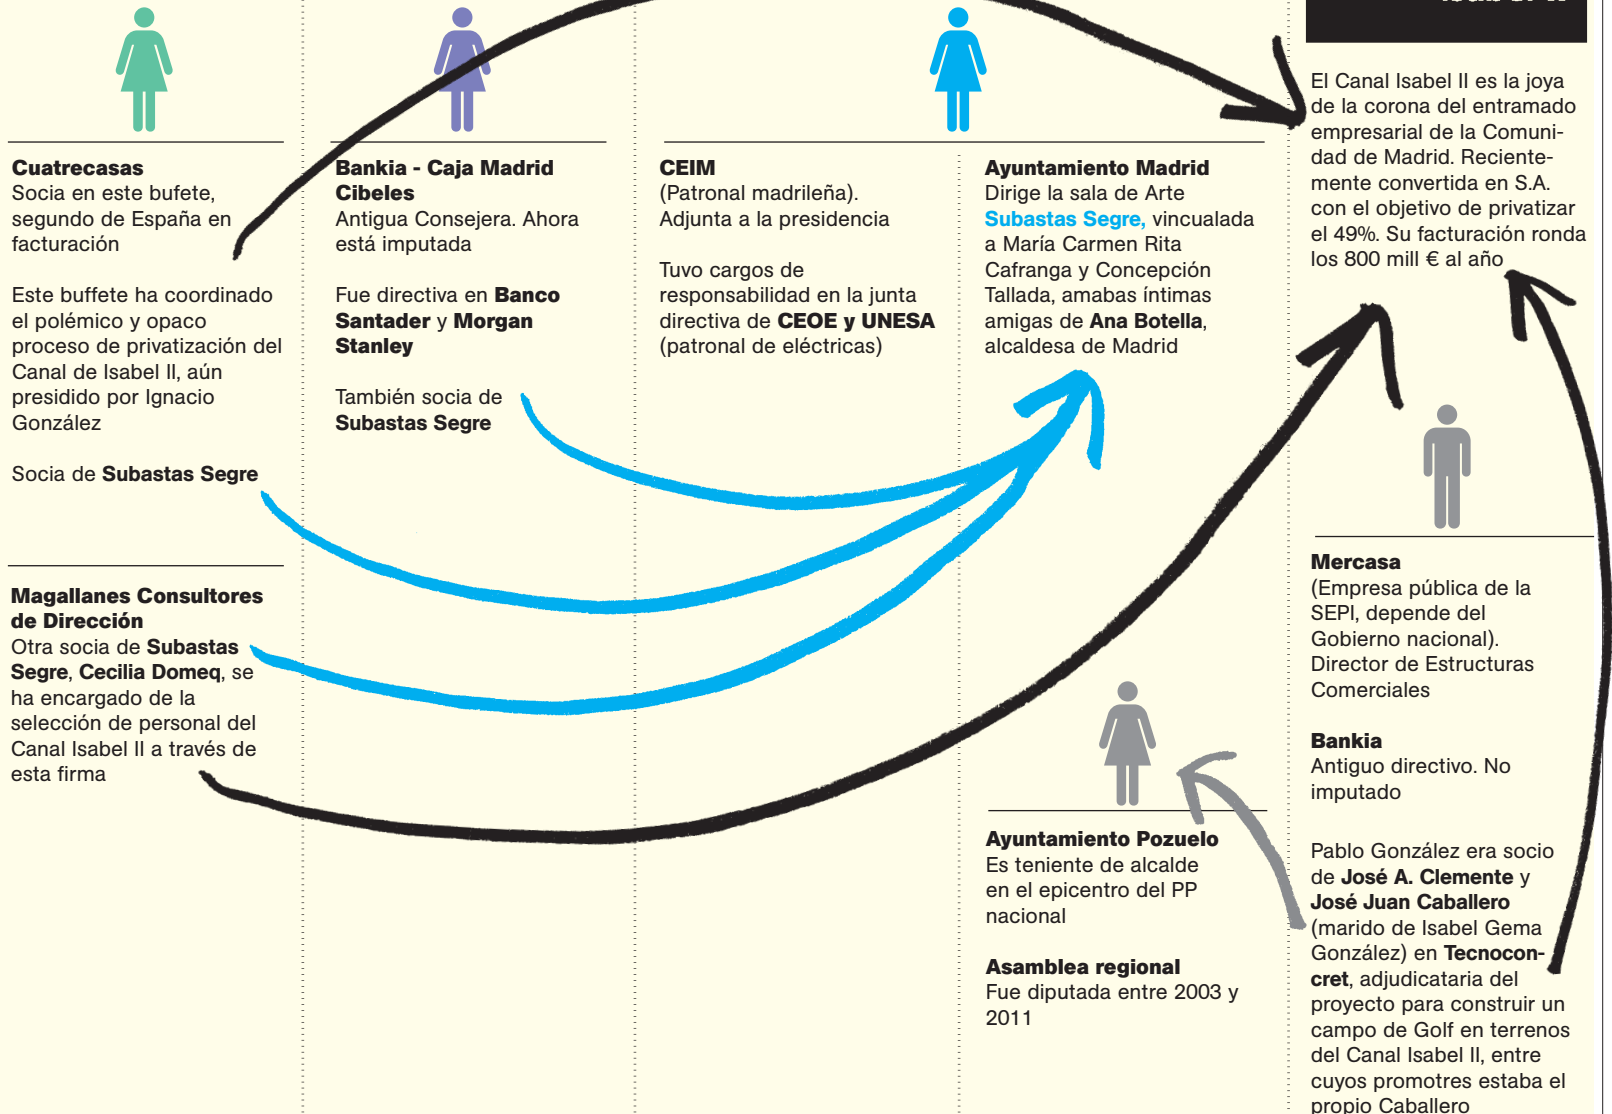 Cuatrecasas
Socia en este bufete,
segundo de España en
facturación
Este buffete ha coordinado
el polémico y opaco
proceso de privatización del
Canal de Isabel II, aún
presidido por Ignacio
González
Socia de Subastas Segre
Magallanes Consultores
de Dirección
Otra socia de Subastas
Segre, Cecilia Domeq, se
ha encargado de la
selección de personal del
Canal Isabel II a través de
esta firma
Bankia - Caja Madrid
Cibeles
Antigua Consejera. Ahora
está imputada
Fue directiva en Banco
Santader y Morgan
Stanley
También socia de
Subastas Segre
CEIM
(Patronal madrileña).
Adjunta a la presidencia
Tuvo cargos de
responsabilidad en la junta
directiva de CEOE y UNESA
(patronal de eléctricas)
Ayuntamiento Madrid
Dirige la sala de Arte
Subastas Segre, vincualada
a María Carmen Rita
Cafranga y Concepción
Tallada, amabas íntimas
amigas de Ana Botella,
alcaldesa de Madrid
Ayuntamiento Pozuelo
Es teniente de alcalde
en el epicentro del PP
nacional
Asamblea regional
Fue diputada entre 2003 y
2011
El Canal Isabel II es la joya
de la corona del entramado
empresarial de la Comuni-
dad de Madrid. Reciente-
mente convertida en S.A.
con el objetivo de privatizar
el 49%. Su facturación ronda
los 800 mill € al año
Mercasa
(Empresa pública de la
SEPI, depende del
Gobierno nacional).
Director de Estructuras
Comerciales
Bankia
Antiguo directivo. No
imputado
Pablo González era socio
de José A. Clemente y
José Juan Caballero
(marido de Isabel Gema
González) en Tecnocon-
cret, adjudicataria del
proyecto para construir un
campo de Golf en terrenos
del Canal Isabel II, entre
cuyos promotres estaba el
propio Caballero